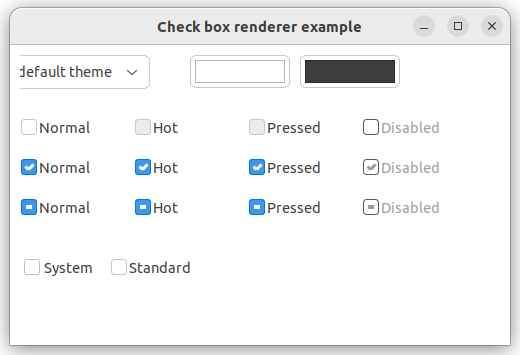 Check box renderer example
default theme
Normal Hot Pressed Disabled
Normal Hot Pressed Disabled
Normal Hot Pressed Disabled
System Standard